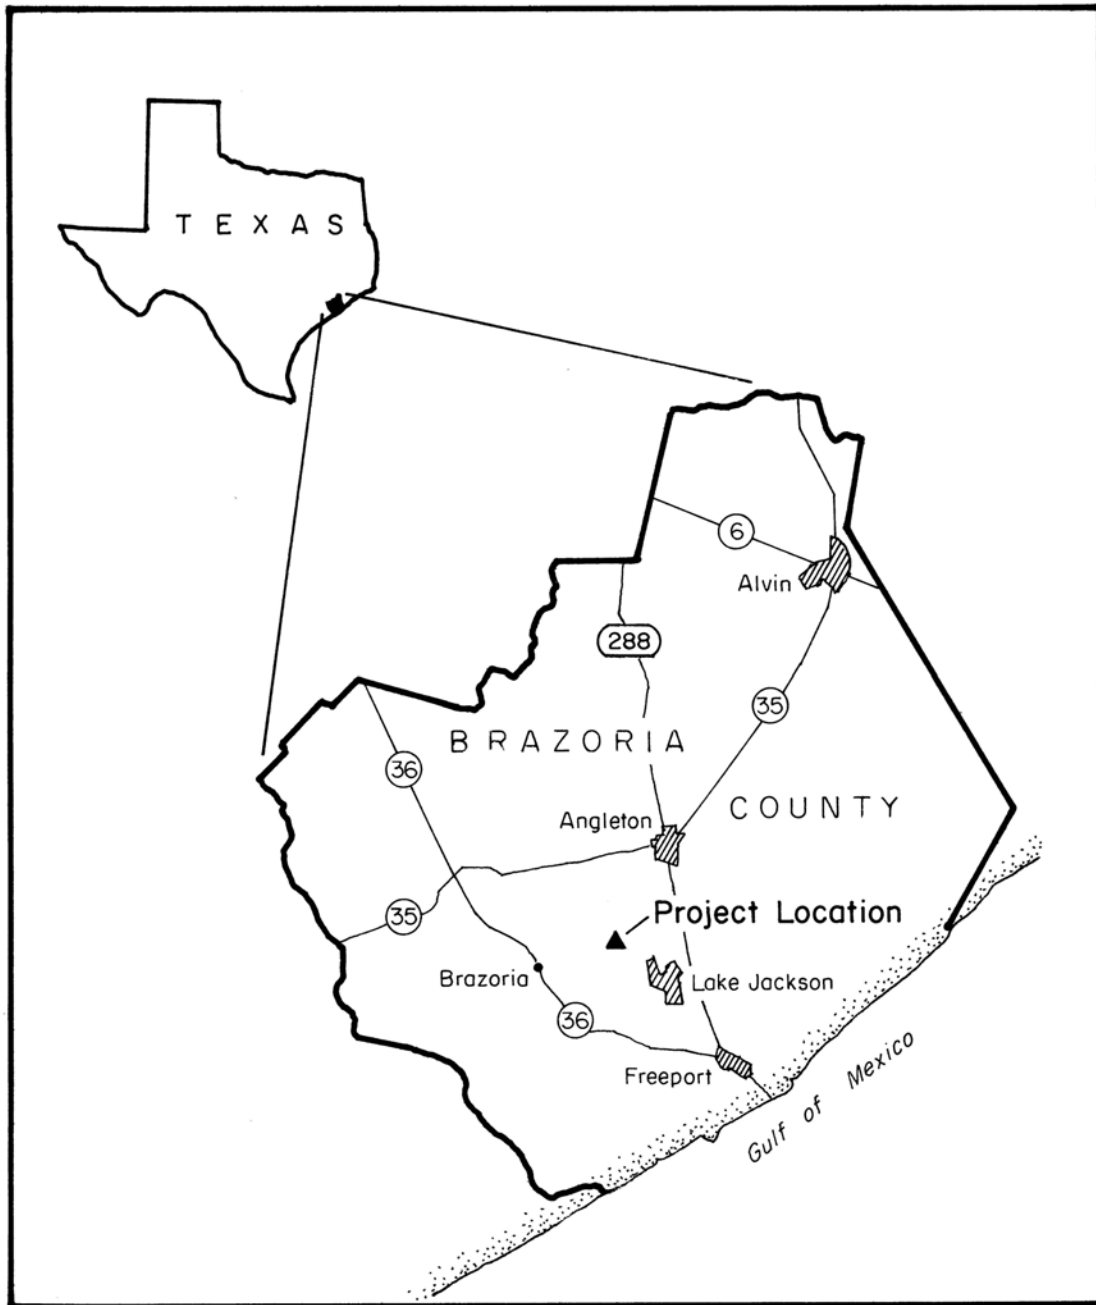 TEXAS
6
Alvin
288
35
BRAZORIA
36
COUNTY
Angleton
Project Location
35
Brazoria
Lake Jackson
36
Freeport
Gulf of Mexico